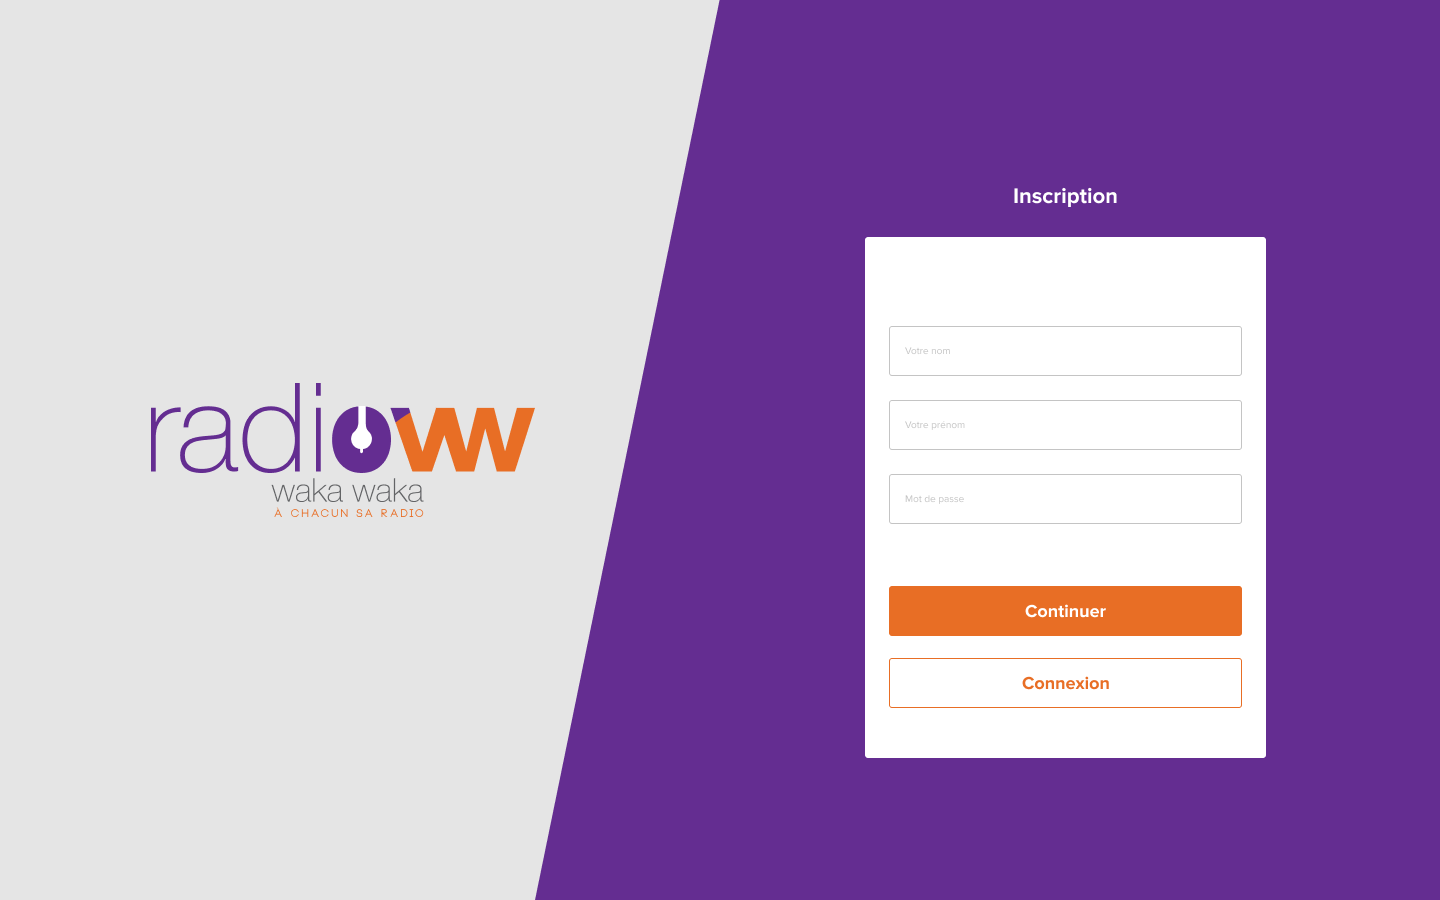 radioww
waka waka
À CHACUN SA RADIO
Inscription
Votre nom
Votre prénom
Mot de passe
Continuer
Connexion